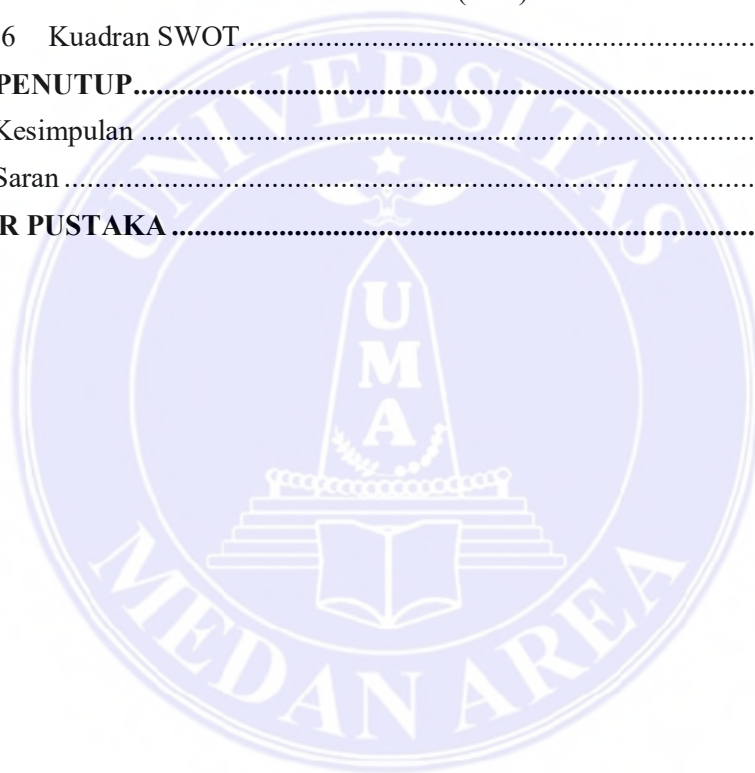 6 Kuadran SWOT........................................................................
PENUTUP........................................................................
Kesimpulan ........................................................................
Saran ........................................................................
R PUSTAKA ........................................................................
UNIVERSITAS
U
M
A
MEDAN AREA